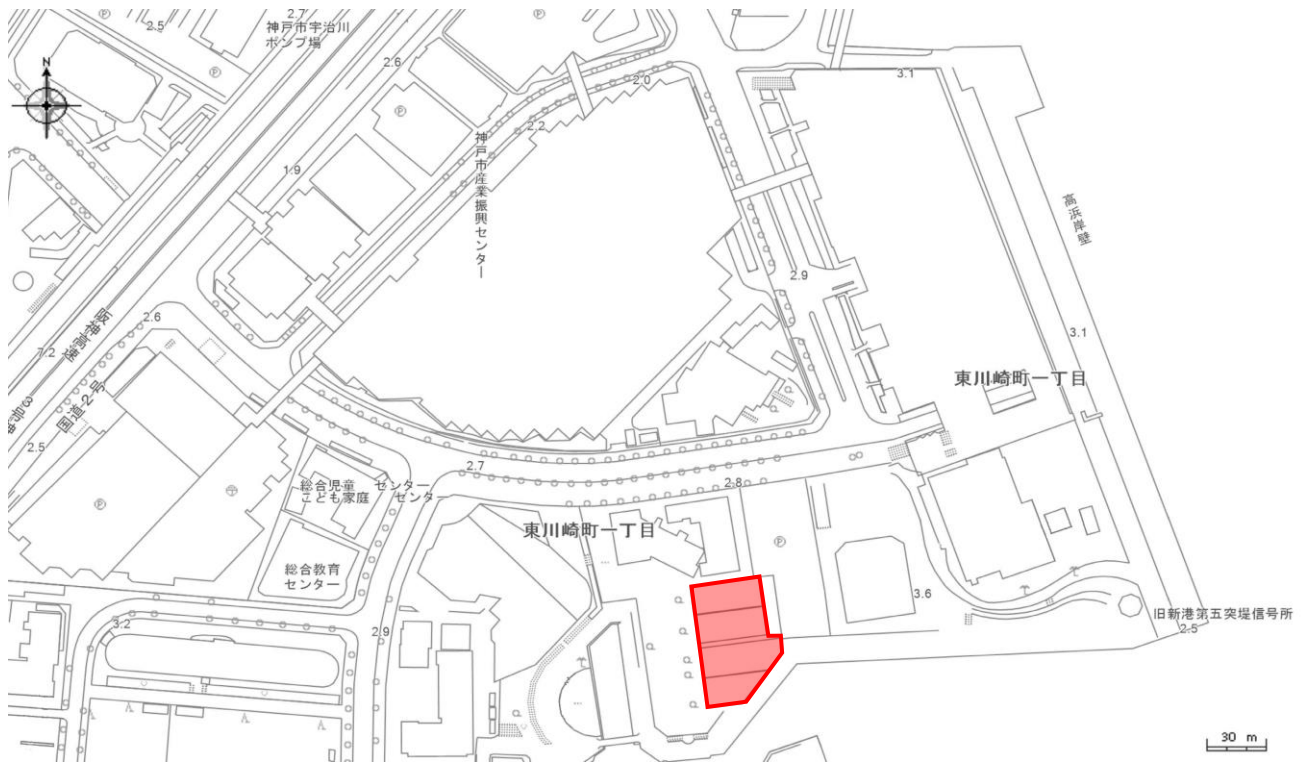 2.7
2.5
神戸市宇治川
ポンプ場
Ⓟ
Ⓟ
N
2.6
2.0
3.1
Ⓟ
2.2
神戸市産業振興センター
1.9
高浜岸壁
2.9
2.6
3.1
阪神高速
7.2
国道2号
東川崎町一丁目
2.5
2.7
総合児童 センター
こども家庭 センター
2.8
Ⓟ
東川崎町一丁目
Ⓟ
総合教育
センター
3.6
旧新港第五突堤信号所
2.5
3.2
2.9
30 m